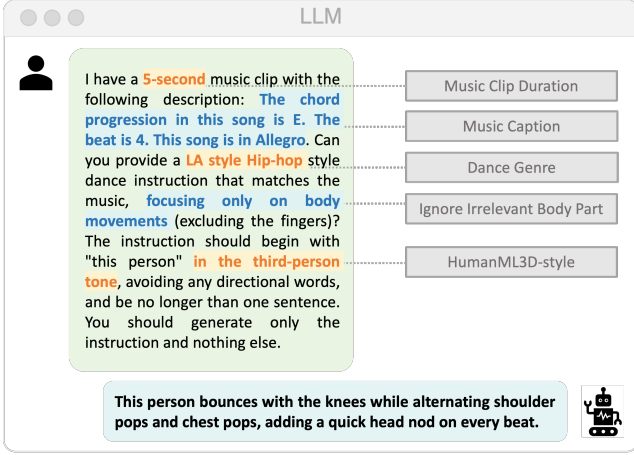 LLM
I have a 5-second music clip with the
following description: The chord
progression in this song is E. The
beat is 4. This song is in Allegro. Can
you provide a LA style Hip-hop style
dance instruction that matches the
music, focusing only on body
movements (excluding the fingers)?
The instruction should begin with
"this person" in the third-person
tone, avoiding any directional words,
and be no longer than one sentence.
You should generate only the
instruction and nothing else.
Music Clip Duration
Music Caption
Dance Genre
Ignore Irrelevant Body Part
HumanML3D-style
This person bounces with the knees while alternating shoulder
pops and chest pops, adding a quick head nod on every beat.